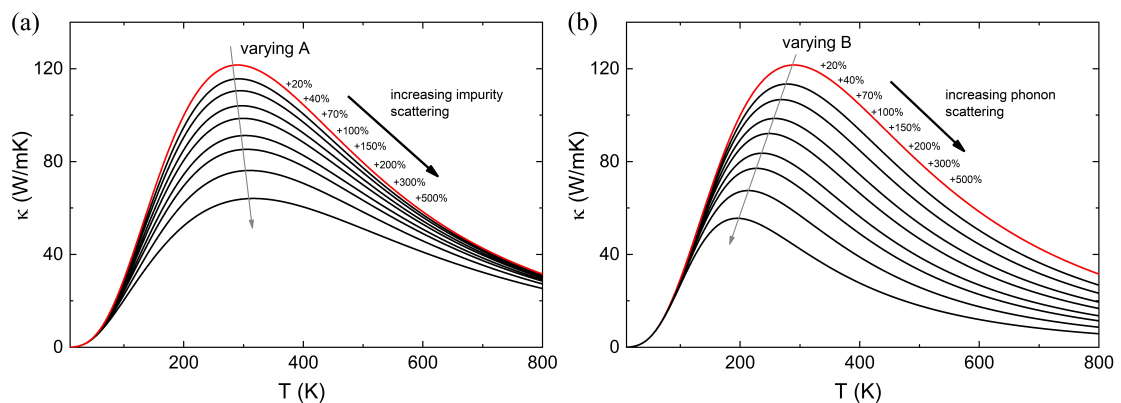 (a)
varying A
+20%
+40%
+70%
+100%
+150%
+200%
+300%
+500%
increasing impurity
scattering
120
80
40
0
κ (W/mK)
200
400
600
800
T (K)
(b)
varying B
+20%
+40%
+70%
+100%
+150%
+200%
+300%
+500%
increasing phonon
scattering
120
80
40
0
κ (W/mK)
200
400
600
800
T (K)